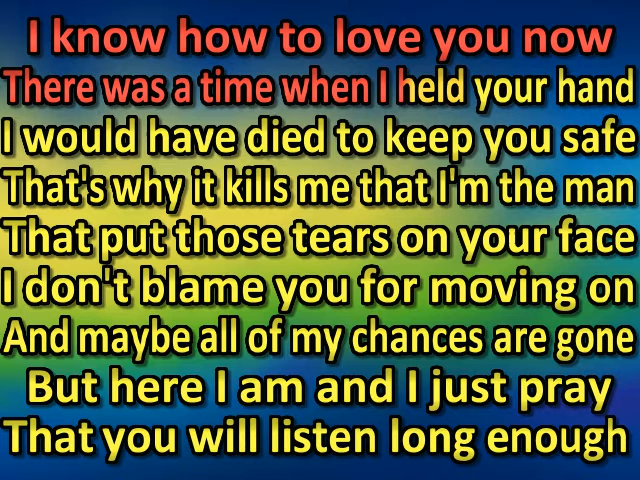 I know how to love you now
There was a time when I held your hand
I would have died to keep you safe
That's why it kills me that I'm the man
That put those tears on your face
I don't blame you for moving on
And maybe all of my chances are gone
But here I am and I just pray
That you will listen long enough